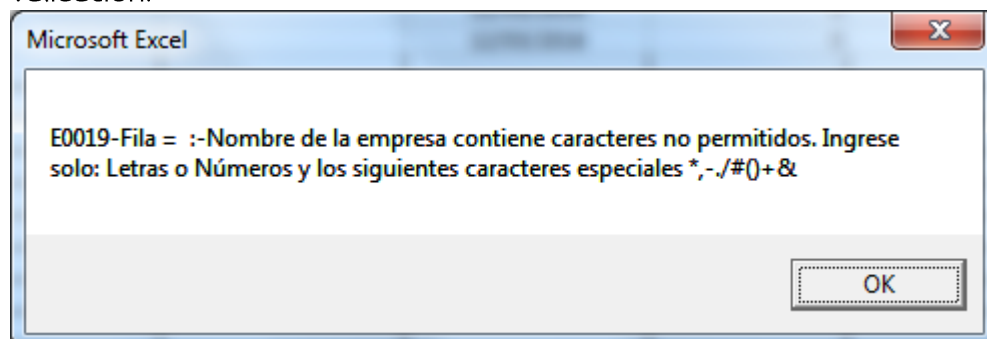 Microsoft Excel
E0019-Fila = :-Nombre de la empresa contiene caracteres no permitidos. Ingrese
solo: Letras o Números y los siguientes caracteres especiales *,-./#()+&
OK